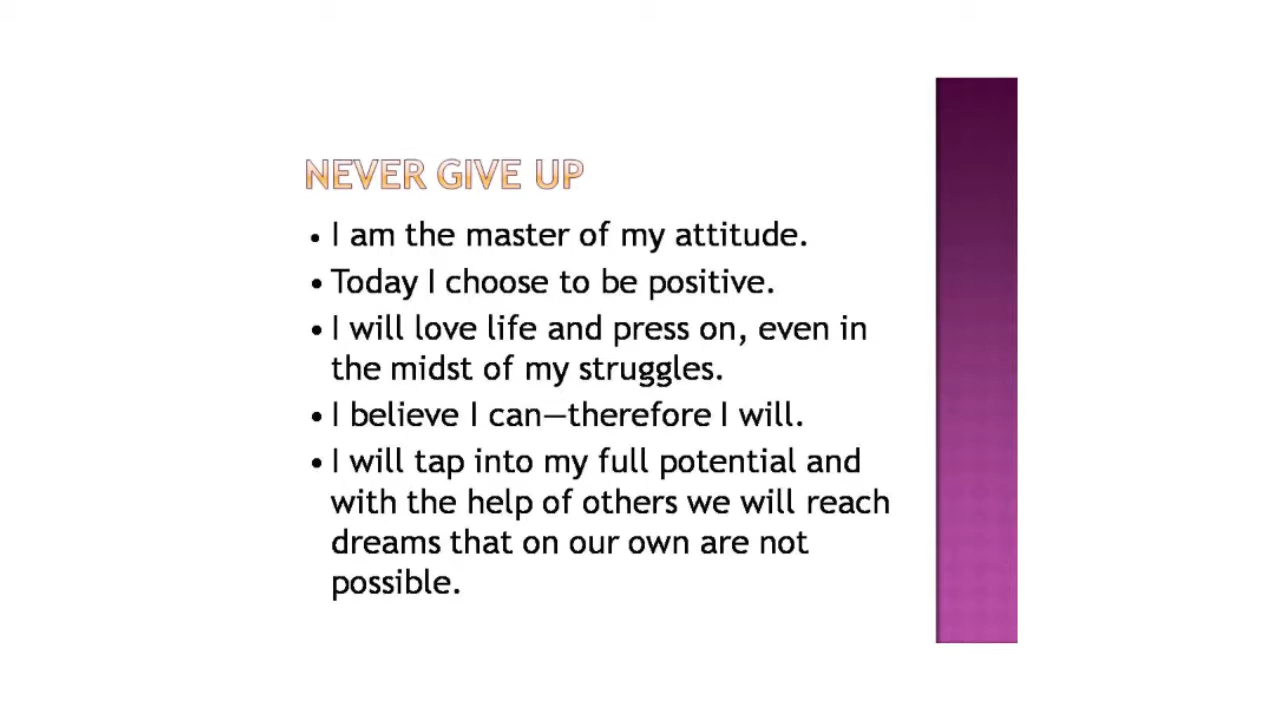 NEVER GIVE UP
• I am the master of my attitude.
• Today I choose to be positive.
• I will love life and press on, even in
the midst of my struggles.
• I believe I can—therefore I will.
• I will tap into my full potential and
with the help of others we will reach
dreams that on our own are not
possible.